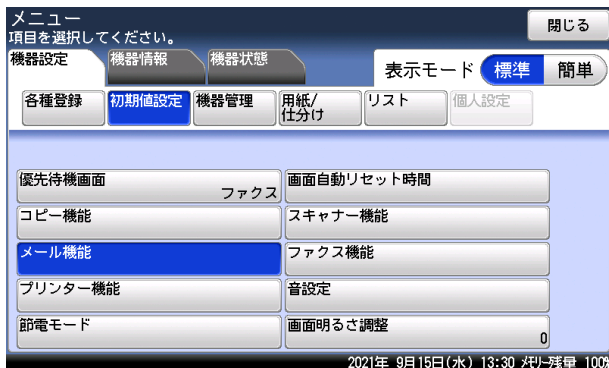 メニュー
閉じる
項目を選択してください。
機器設定 機器情報 機器状態
表示モード 標準 簡単
各種登録 初期値設定 機器管理 用紙/ リスト 個人設定
仕分け
優先待機画面 画面自動リセット時間
ファクス
コピー機能 スキャナー機能
メール機能 ファクス機能
プリンター機能 音設定
節電モード 画面明るさ調整
0
2021年 9月15日(水) 13:30 メモリー残量 100%